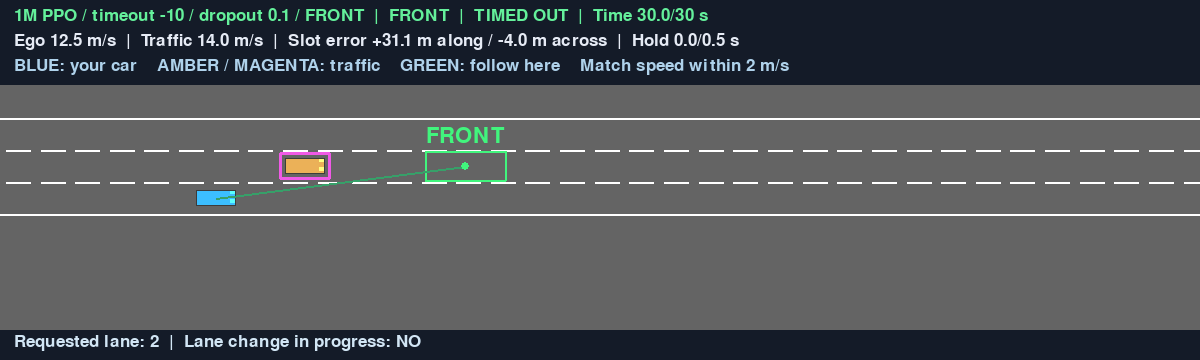 1M PPO / timeout -10 / dropout 0.1 / FRONT | FRONT | TIMED OUT | Time 30.0/30 s
Ego 12.5 m/s | Traffic 14.0 m/s | Slot error +31.1 m along / -4.0 m across | Hold 0.0/0.5 s
BLUE: your car AMBER / MAGENTA: traffic GREEN: follow here Match speed within 2 m/s
FRONT
Requested lane: 2 | Lane change in progress: NO